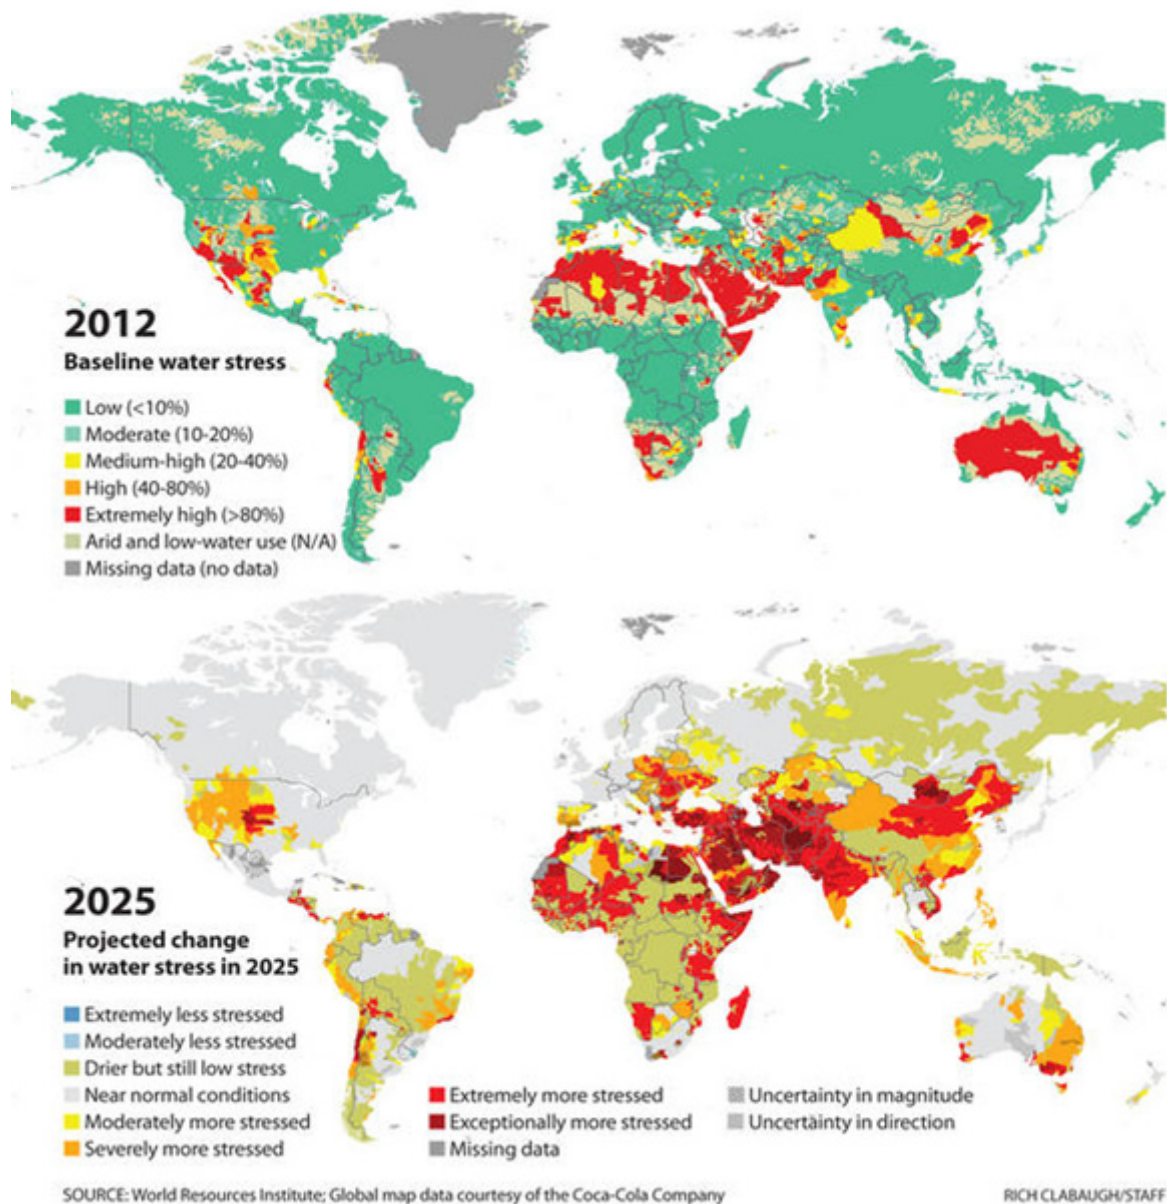 2012
Baseline water stress
Low (<10%)
Moderate (10-20%)
Medium-high (20-40%)
High (40-80%)
Extremely high (>80%)
Arid and low-water use (N/A)
Missing data (no data)
2025
Projected change
in water stress in 2025
Extremely less stressed
Moderately less stressed
Drier but still low stress
Near normal conditions
Moderately more stressed
Severely more stressed
Extremely more stressed
Exceptionally more stressed
Missing data
Uncertainty in magnitude
Uncertainty in direction
SOURCE: World Resources Institute; Global map data courtesy of the Coca-Cola Company
RICH CLABAUGH/STAFF